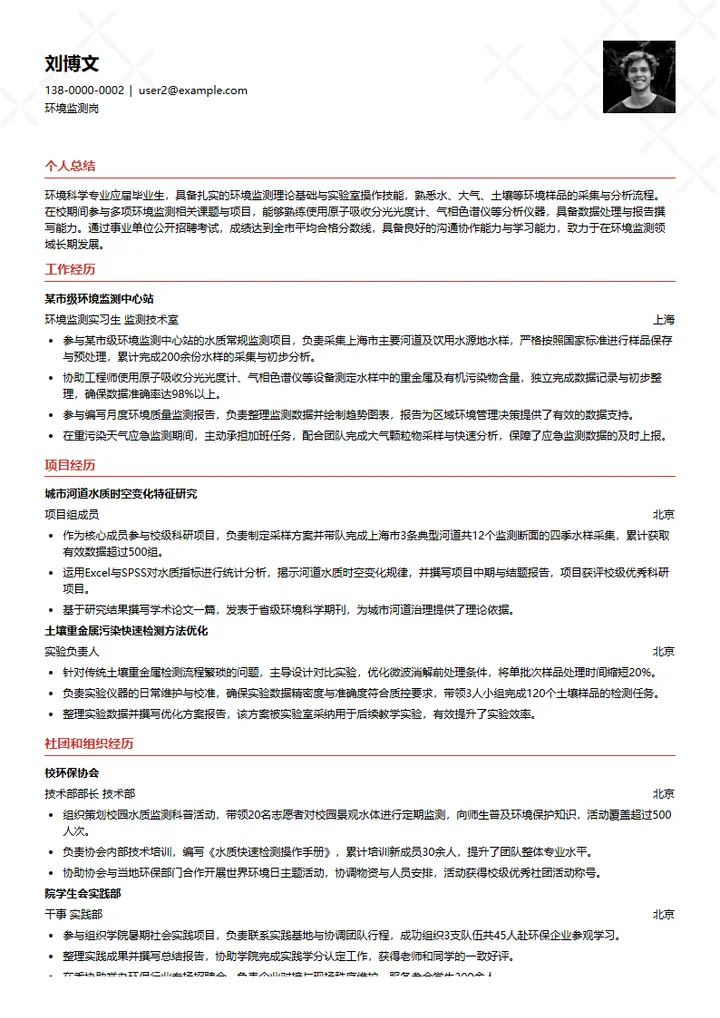 刘博文
138-0000-0002 | user2@example.com
环境监测岗
个人总结
环境科学专业应届毕业生，具备扎实的环境监测理论基础与实验室操作技能，熟悉水、大气、土壤等环境样品的采集与分析流程。
在校期间参与多项环境监测相关课题与项目，能够熟练使用原子吸收分光光度计、气相色谱仪等分析仪器，具备数据处理与报告撰
写能力。通过事业单位公开招聘考试，成绩达到全市平均合格分数线，具备良好的沟通协作能力与学习能力，致力于在环境监测领
域长期发展。
工作经历
某市级环境监测中心站
环境监测实习生 监测技术室 上海
• 参与某市级环境监测中心站的水质常规监测项目，负责采集上海市主要河道及饮用水源地水样，严格按照国家标准进行样品保存
与预处理，累计完成200余份水样的采集与初步分析。
• 协助工程师使用原子吸收分光光度计、气相色谱仪等设备测定水样中的重金属及有机污染物含量，独立完成数据记录与初步整
理，确保数据准确率达98%以上。
• 参与编写月度环境质量监测报告，负责整理监测数据并绘制趋势图表，报告为区域环境管理决策提供了有效的数据支持。
• 在重污染天气应急监测期间，主动承担加班任务，配合团队完成大气颗粒物采样与快速分析，保障了应急监测数据的及时上报。
项目经历
城市河道水质时空变化特征研究
项目组成员 北京
• 作为核心成员参与校级科研项目，负责制定采样方案并带队完成上海市3条典型河道共12个监测断面的四季水样采集，累计获取
有效数据超过500组。
• 运用Excel与SPSS对水质指标进行统计分析，揭示河道水质时空变化规律，并撰写项目中期与结题报告，项目获评校级优秀科研
项目。
• 基于研究结果撰写学术论文一篇，发表于省级环境科学期刊，为城市河道治理提供了理论依据。
土壤重金属污染快速检测方法优化
实验负责人 北京
• 针对传统土壤重金属检测流程繁琐的问题，主导设计对比实验，优化微波消解前处理条件，将单批次样品处理时间缩短20%。
• 负责实验仪器的日常维护与校准，确保实验数据精密度与准确度符合质控要求，带领3人小组完成120个土壤样品的检测任务。
• 整理实验数据并撰写优化方案报告，该方案被实验室采纳用于后续教学实验，有效提升了实验效率。
社团和组织经历
校环保协会
技术部部长 技术部 北京
• 组织策划校园水质监测科普活动，带领20名志愿者对校园景观水体进行定期监测，向师生普及环境保护知识，活动覆盖超过500
人次。
• 负责协会内部技术培训，编写《水质快速检测操作手册》，累计培训新成员30余人，提升了团队整体专业水平。
• 协助协会与当地环保部门合作开展世界环境日主题活动，协调物资与人员安排，活动获得校级优秀社团活动称号。
院学生会实践部
干事 实践部 北京
• 参与组织学院暑期社会实践项目，负责联系实践基地与协调团队行程，成功组织3支队伍共45人赴环保企业参观学习。
• 整理实践成果并撰写总结报告，协助学院完成实践学分认定工作，获得老师和同学的一致好评。